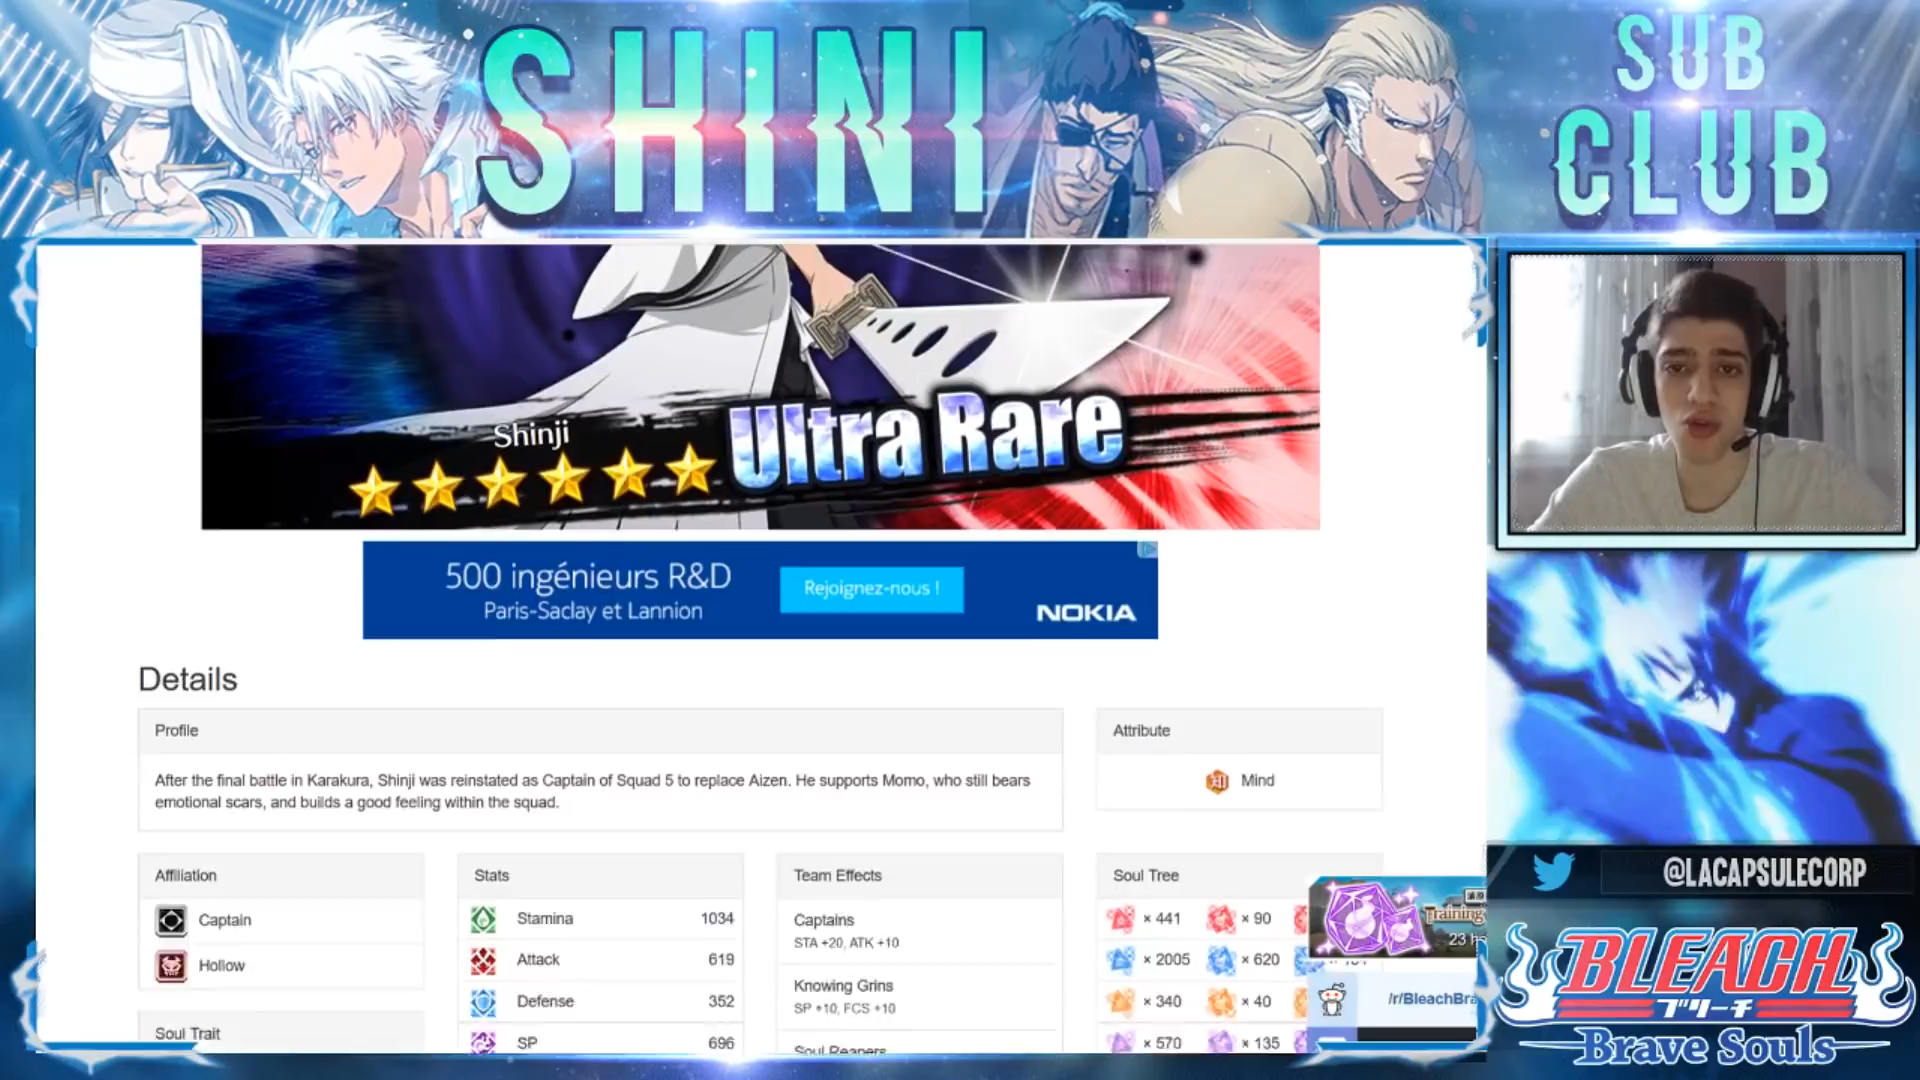 SHINI
SUB
CLUB
Shinji
Ultra Rare
500 ingénieurs R&D
Paris-Saclay et Lannion
Rejoignez-nous !
NOKIA
Details
Profile
After the final battle in Karakura, Shinji was reinstated as Captain of Squad 5 to replace Aizen. He supports Momo, who still bears
emotional scars, and builds a good feeling within the squad.
Attribute
知 Mind
Affiliation
Captain
Hollow
Soul Trait
Stats
Stamina 1034
Attack 619
Defense 352
SP 696
Team Effects
Captains
STA +20, ATK +10
Knowing Grins
SP +10, FCS +10
Soul Reapers
Soul Tree
× 441 × 90
× 2005 × 620
× 340 × 40
× 570 × 135
Training
23
/r/BleachBra
@LACAPSULECORP
BLEACH
ブリーチ
Brave Souls